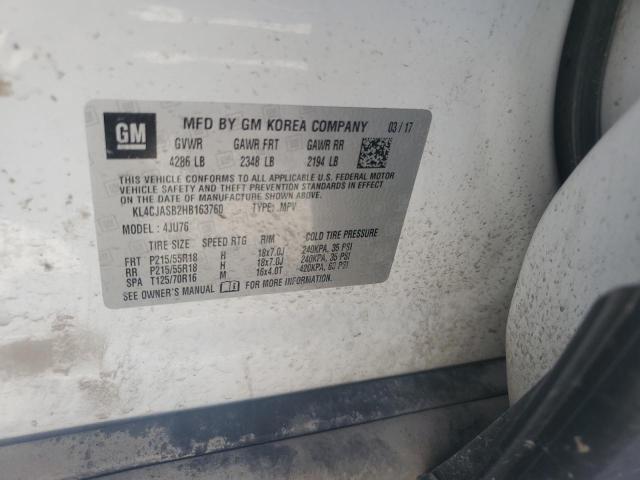 GM MFD BY GM KOREA COMPANY 03/17
GVWR GAWR FRT GAWR RR
4286 LB 2348 LB 2194 LB
THIS VEHICLE CONFORMS TO ALL APPLICABLE U.S. FEDERAL MOTOR
VEHICLE SAFETY AND THEFT PREVENTION STANDARDS IN EFFECT ON
THE DATE OF MANUFACTURE SHOWN ABOVE.
KL4CJASB2HB163760 TYPE: MPV
MODEL : 4JU76
TIRE SIZE SPEED RTG RIM COLD TIRE PRESSURE
FRT P215/55R18 H 18x7.0J 240KPA, 35 PSI
RR P215/55R18 H 18x7.0J 240KPA, 35 PSI
SPA T125/70R16 M 16x4.0T 420KPA, 60 PSI
SEE OWNER'S MANUAL FOR MORE INFORMATION.